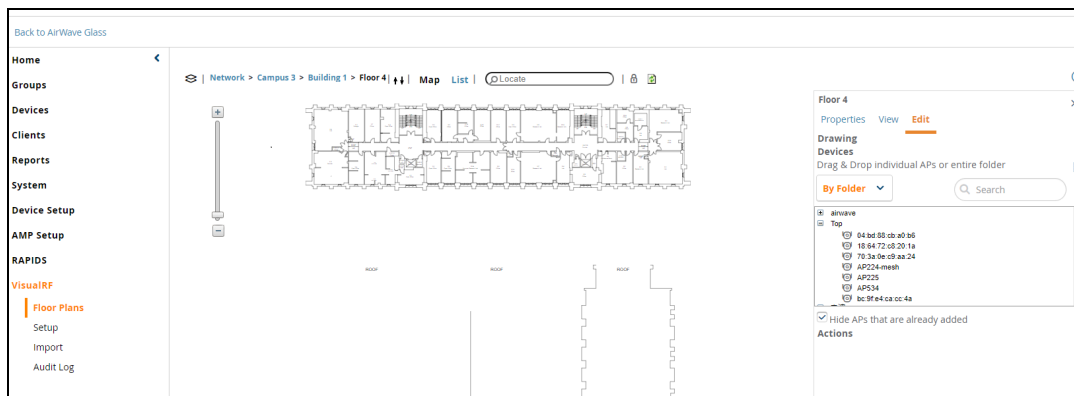 Back to AirWave Glass
Home
Groups
Devices
Clients
Reports
System
Device Setup
AMP Setup
RAPIDS
VisualRF
Floor Plans
Setup
Import
Audit Log
Network > Campus 3 > Building 1 > Floor 4 | Map List | Locate
ROOF ROOF ROOF
Floor 4
Properties View Edit
Drawing
Devices
Drag & Drop individual APs or entire folder
By Folder Search
airwave
Top
04:bd:88:cb:a0:b6
18:64:72:c8:20:1a
70:3a:0e:c9:aa:24
AP224-mesh
AP225
AP534
bc:9f:e4:ca:cc:4a
Hide APs that are already added
Actions